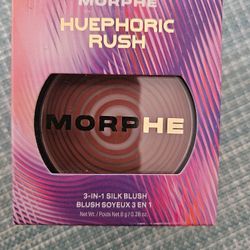 MORPHE
HUEPHORIC
RUSH
MORPHE
3-IN-1 SILK BLUSH
BLUSH SOYEUX 3 EN 1
Net Wt. / Poids Net 8 g / 0.28 oz